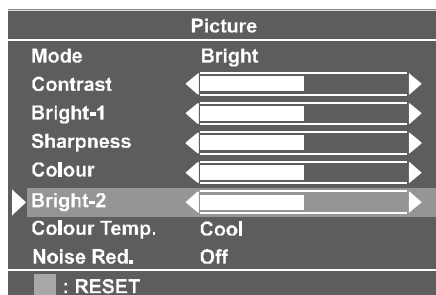 Picture
Mode Bright
Contrast
Bright-1
Sharpness
Colour
Bright-2
Colour Temp. Cool
Noise Red. Off
: RESET